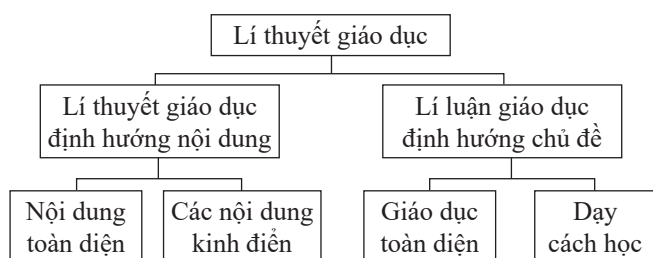 Lí thuyết giáo dục
Lí thuyết giáo dục
định hướng nội dung
Lí luận giáo dục
định hướng chủ đề
Nội dung
toàn diện
Các nội dung
kinh điển
Giáo dục
toàn diện
Dạy
cách học